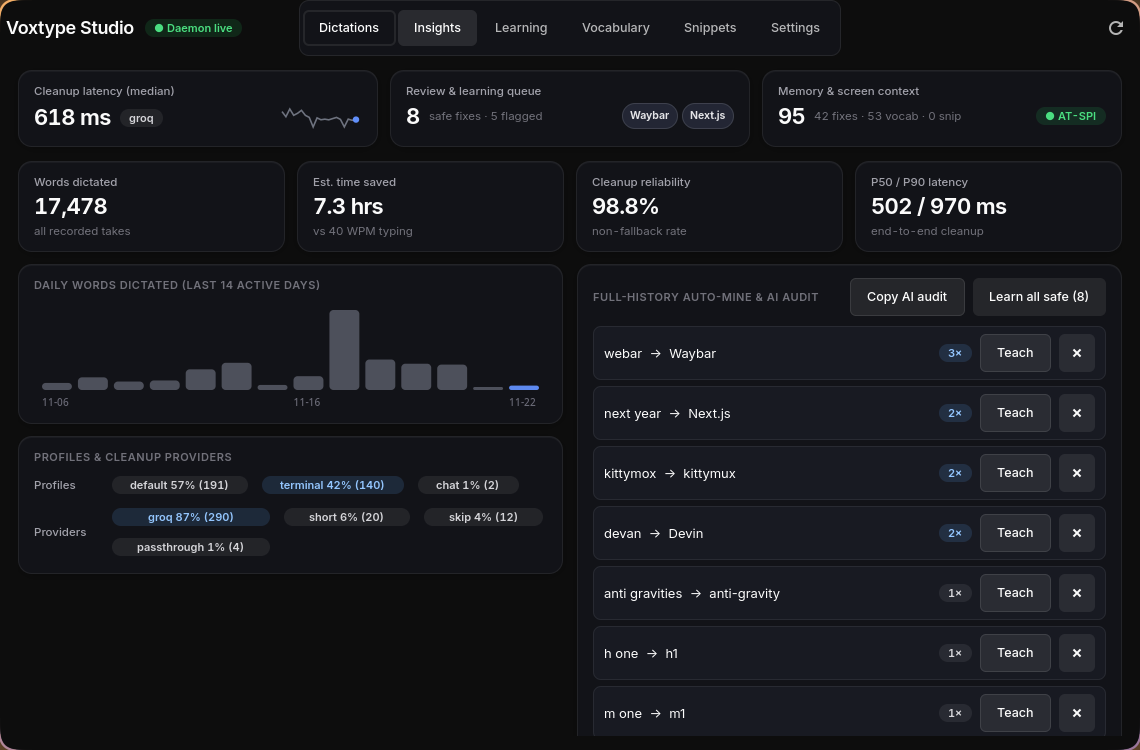 Voxtype Studio
Daemon live
Dictations Insights Learning Vocabulary Snippets Settings
Cleanup latency (median)
618 ms groq
Review & learning queue
8 safe fixes · 5 flagged
Waybar Next.js
Memory & screen context
95 42 fixes · 53 vocab · 0 snip
AT-SPI
Words dictated
17,478
all recorded takes
Est. time saved
7.3 hrs
vs 40 WPM typing
Cleanup reliability
98.8%
non-fallback rate
P50 / P90 latency
502 / 970 ms
end-to-end cleanup
DAILY WORDS DICTATED (LAST 14 ACTIVE DAYS)
11-06 11-16 11-22
PROFILES & CLEANUP PROVIDERS
Profiles default 57% (191) terminal 42% (140) chat 1% (2)
Providers groq 87% (290) short 6% (20) skip 4% (12)
passthrough 1% (4)
FULL-HISTORY AUTO-MINE & AI AUDIT Copy AI audit Learn all safe (8)
webar → Waybar 3× Teach ×
next year → Next.js 2× Teach ×
kittymox → kittymux 2× Teach ×
devan → Devin 2× Teach ×
anti gravities → anti-gravity 1× Teach ×
h one → h1 1× Teach ×
m one → m1 1× Teach ×